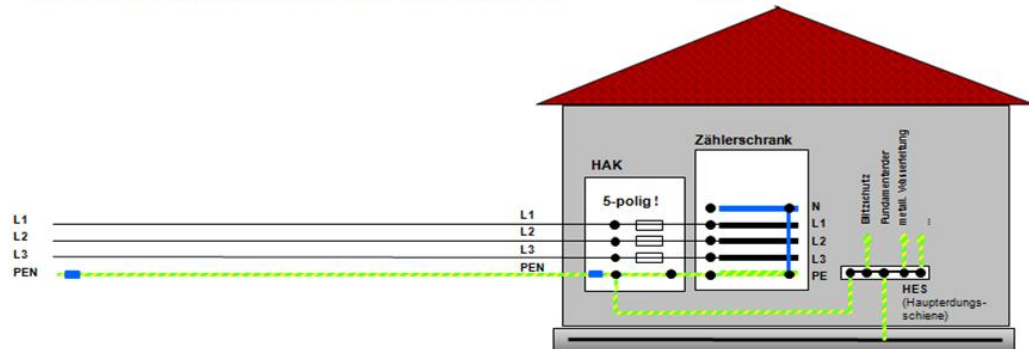 Zählerschrank
HAK
5-polig !
L1
L2
L3
PEN
L1
L2
L3
PEN
N
L1
L2
L3
PE
Blitzschutz
Fundamenterder
metall. Wasserleitung
...
HES
(Haupterdungs-
schiene)